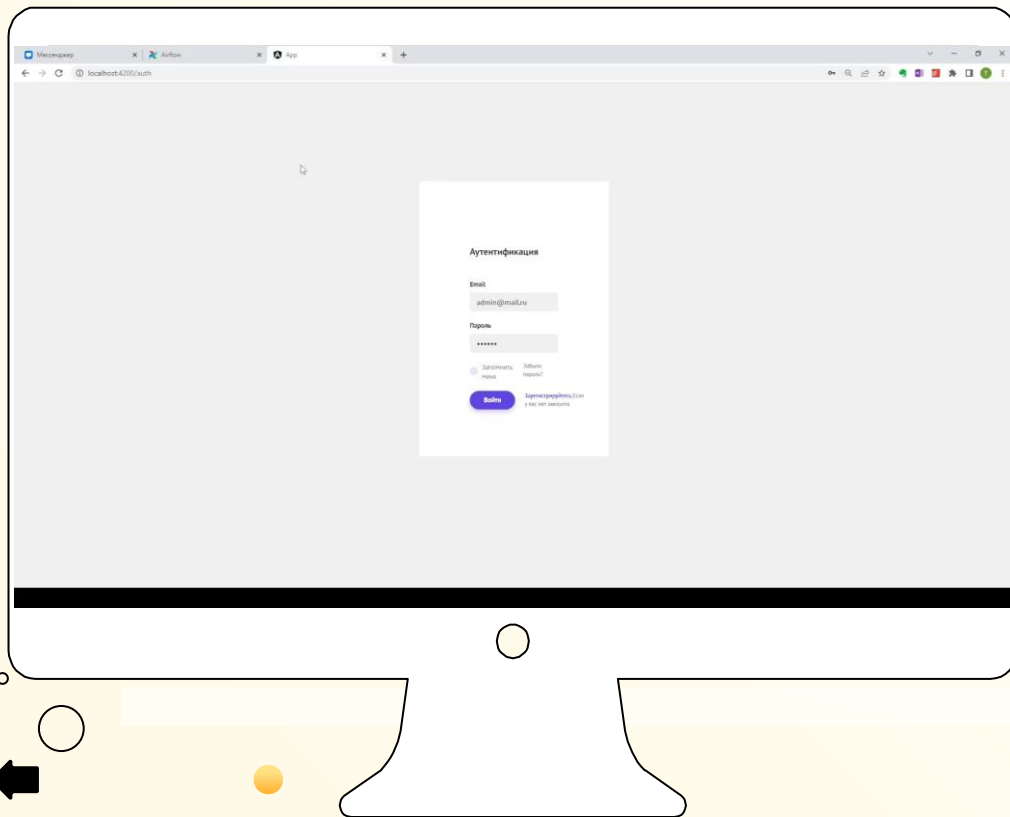 Мессенджер
Airflow
App
localhost:4200/auth
Аутентификация
Email
admin@mail.ru
Пароль
••••••
Запомнить
меня
Забыли
пароль?
Войти
Зарегистрируйтесь,Если
у вас нет аккаунта